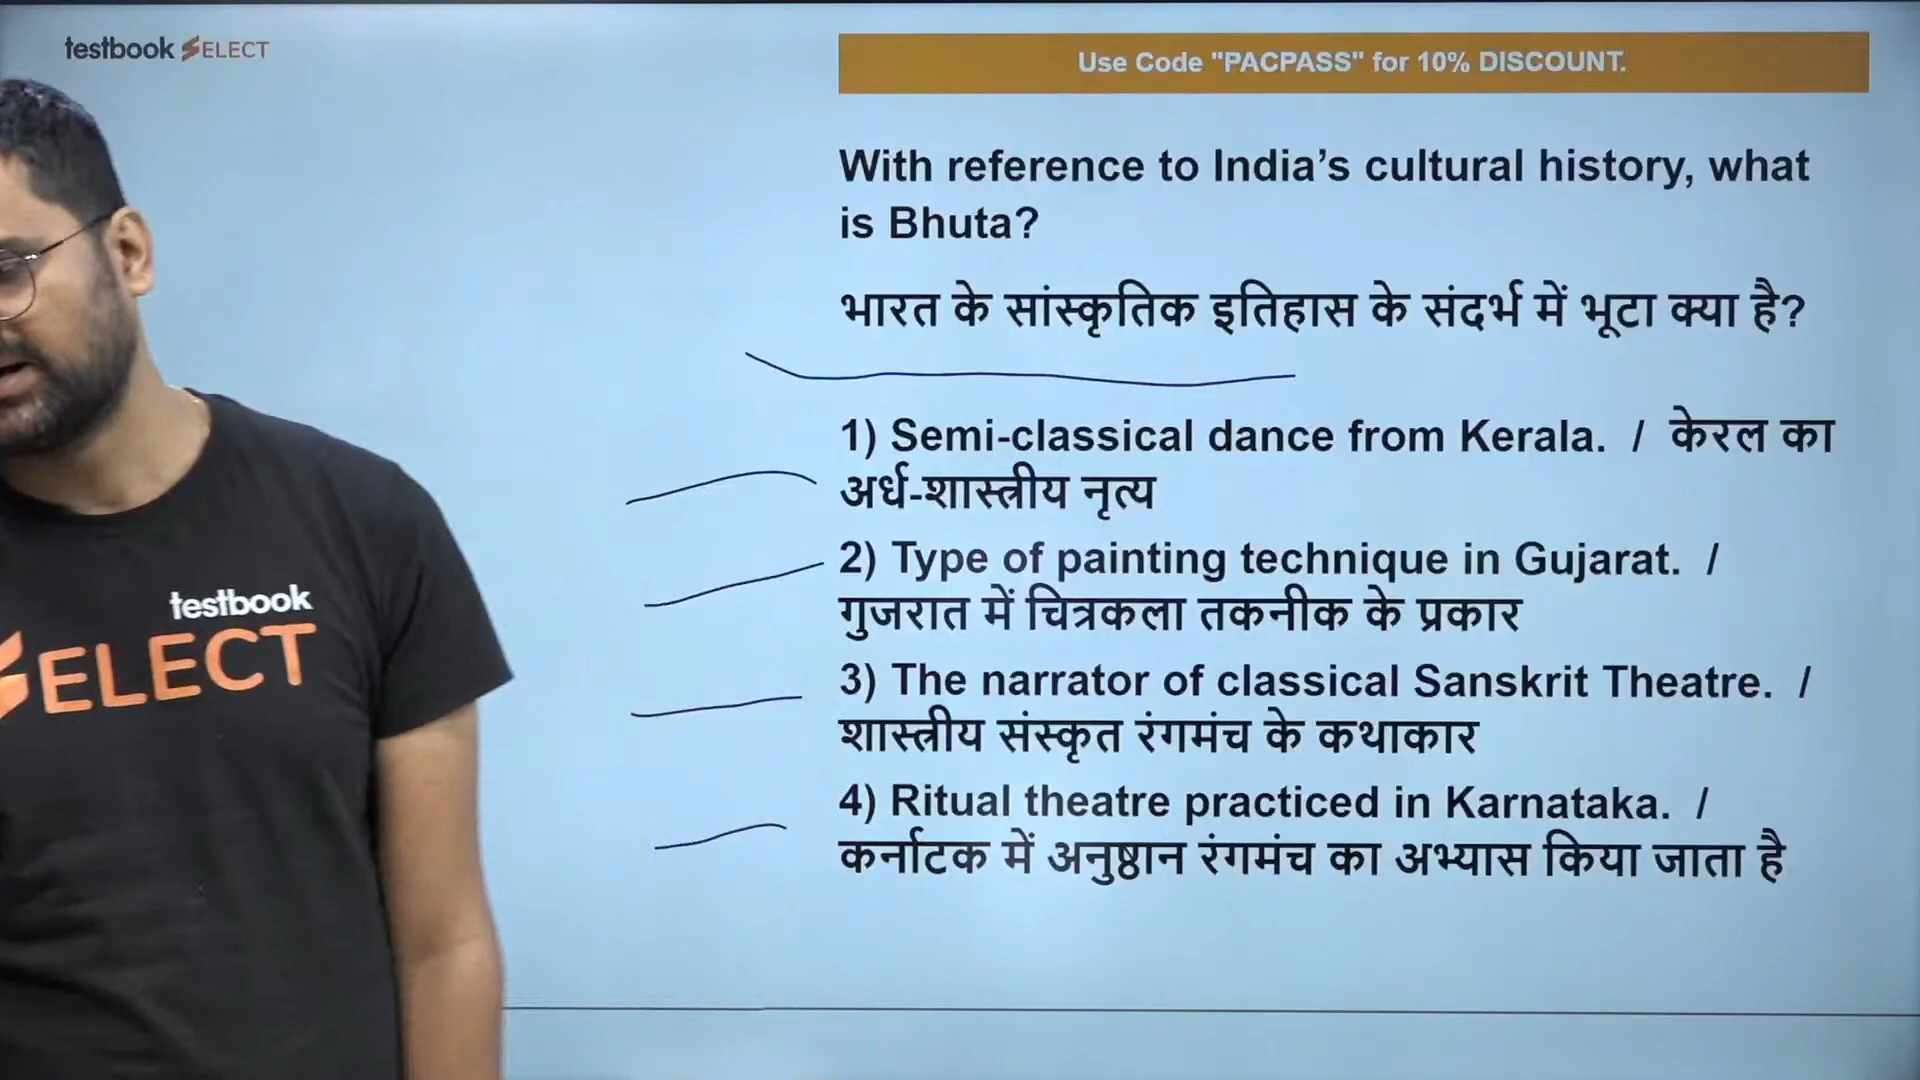 testbook SELECT
Use Code "PACPASS" for 10% DISCOUNT.
With reference to India’s cultural history, what
is Bhuta?
भारत के सांस्कृतिक इतिहास के संदर्भ में भूटा क्या है?
1) Semi-classical dance from Kerala. / केरल का
अर्ध-शास्त्रीय नृत्य
2) Type of painting technique in Gujarat. /
गुजरात में चित्रकला तकनीक के प्रकार
3) The narrator of classical Sanskrit Theatre. /
शास्त्रीय संस्कृत रंगमंच के कथाकार
4) Ritual theatre practiced in Karnataka. /
कर्नाटक में अनुष्ठान रंगमंच का अभ्यास किया जाता है
testbook
SELECT